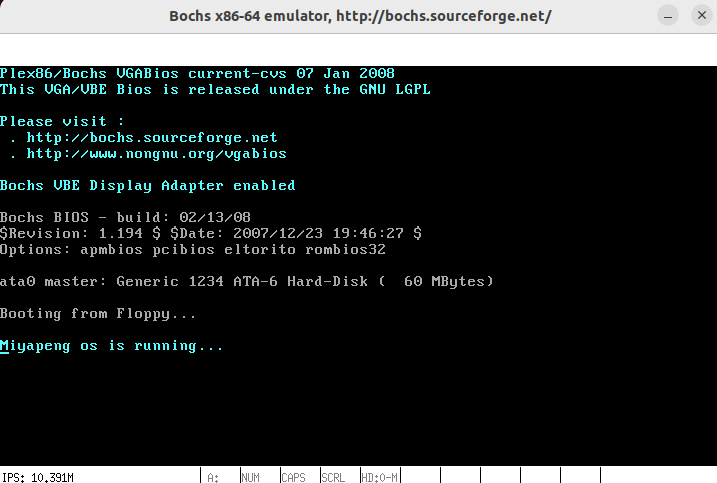 Bochs x86-64 emulator, http://bochs.sourceforge.net/
Plex86/Bochs VGABios current-cvs 07 Jan 2008
This VGA/VBE Bios is released under the GNU LGPL
Please visit :
. http://bochs.sourceforge.net
. http://www.nongnu.org/vgabios
Bochs VBE Display Adapter enabled
Bochs BIOS - build: 02/13/08
$Revision: 1.194 $ $Date: 2007/12/23 19:46:27 $
Options: apmbios pcibios eltorito rombios32
ata0 master: Generic 1234 ATA-6 Hard-Disk (  60 MBytes)
Booting from Floppy...
Miyapeng os is running...
IPS: 10.391M A: NUM CAPS SCRL HD:0-M